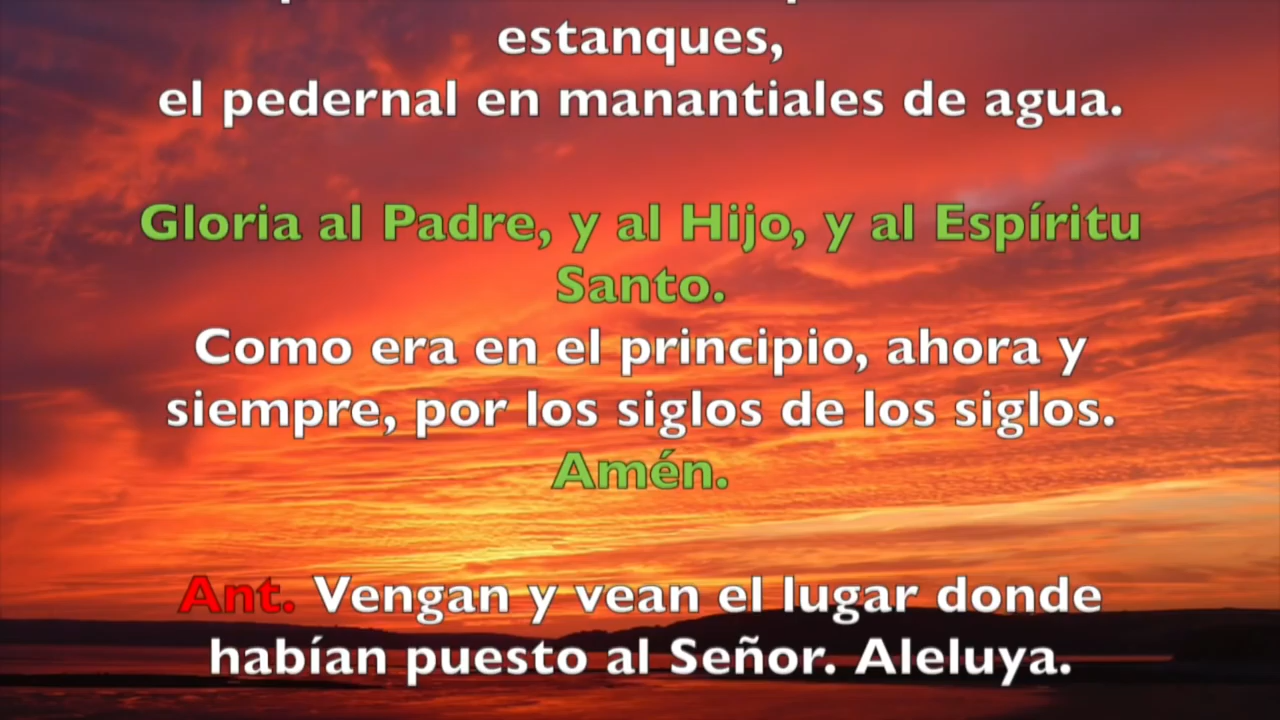 estanques,
el pedernal en manantiales de agua.
Gloria al Padre, y al Hijo, y al Espíritu
Santo.
Como era en el principio, ahora y
siempre, por los siglos de los siglos.
Amén.
Ant. Vengan y vean el lugar donde
habían puesto al Señor. Aleluya.